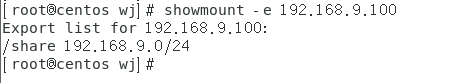 [root@centos wj]# showmount -e 192.168.9.100
Export list for 192.168.9.100:
/share 192.168.9.0/24
[root@centos wj]#